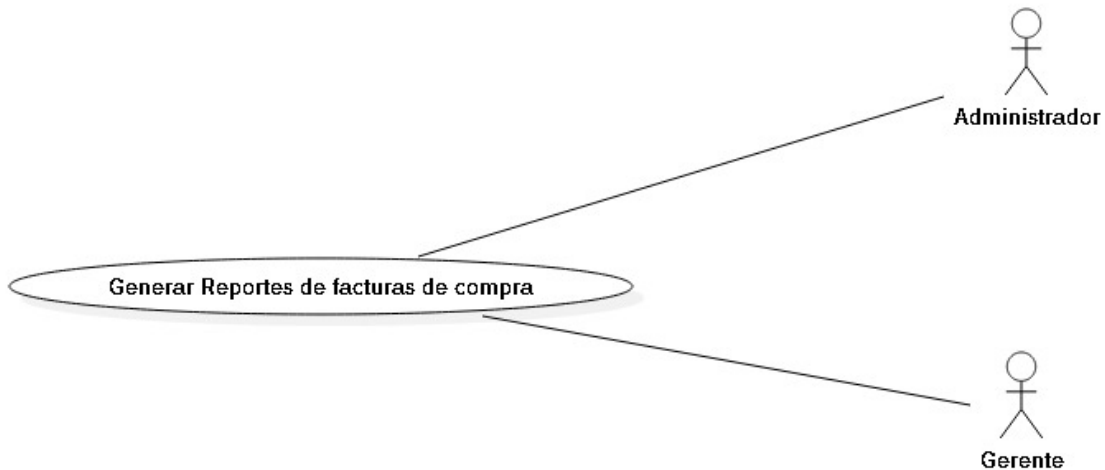 Administrador
Generar Reportes de facturas de compra
Gerente